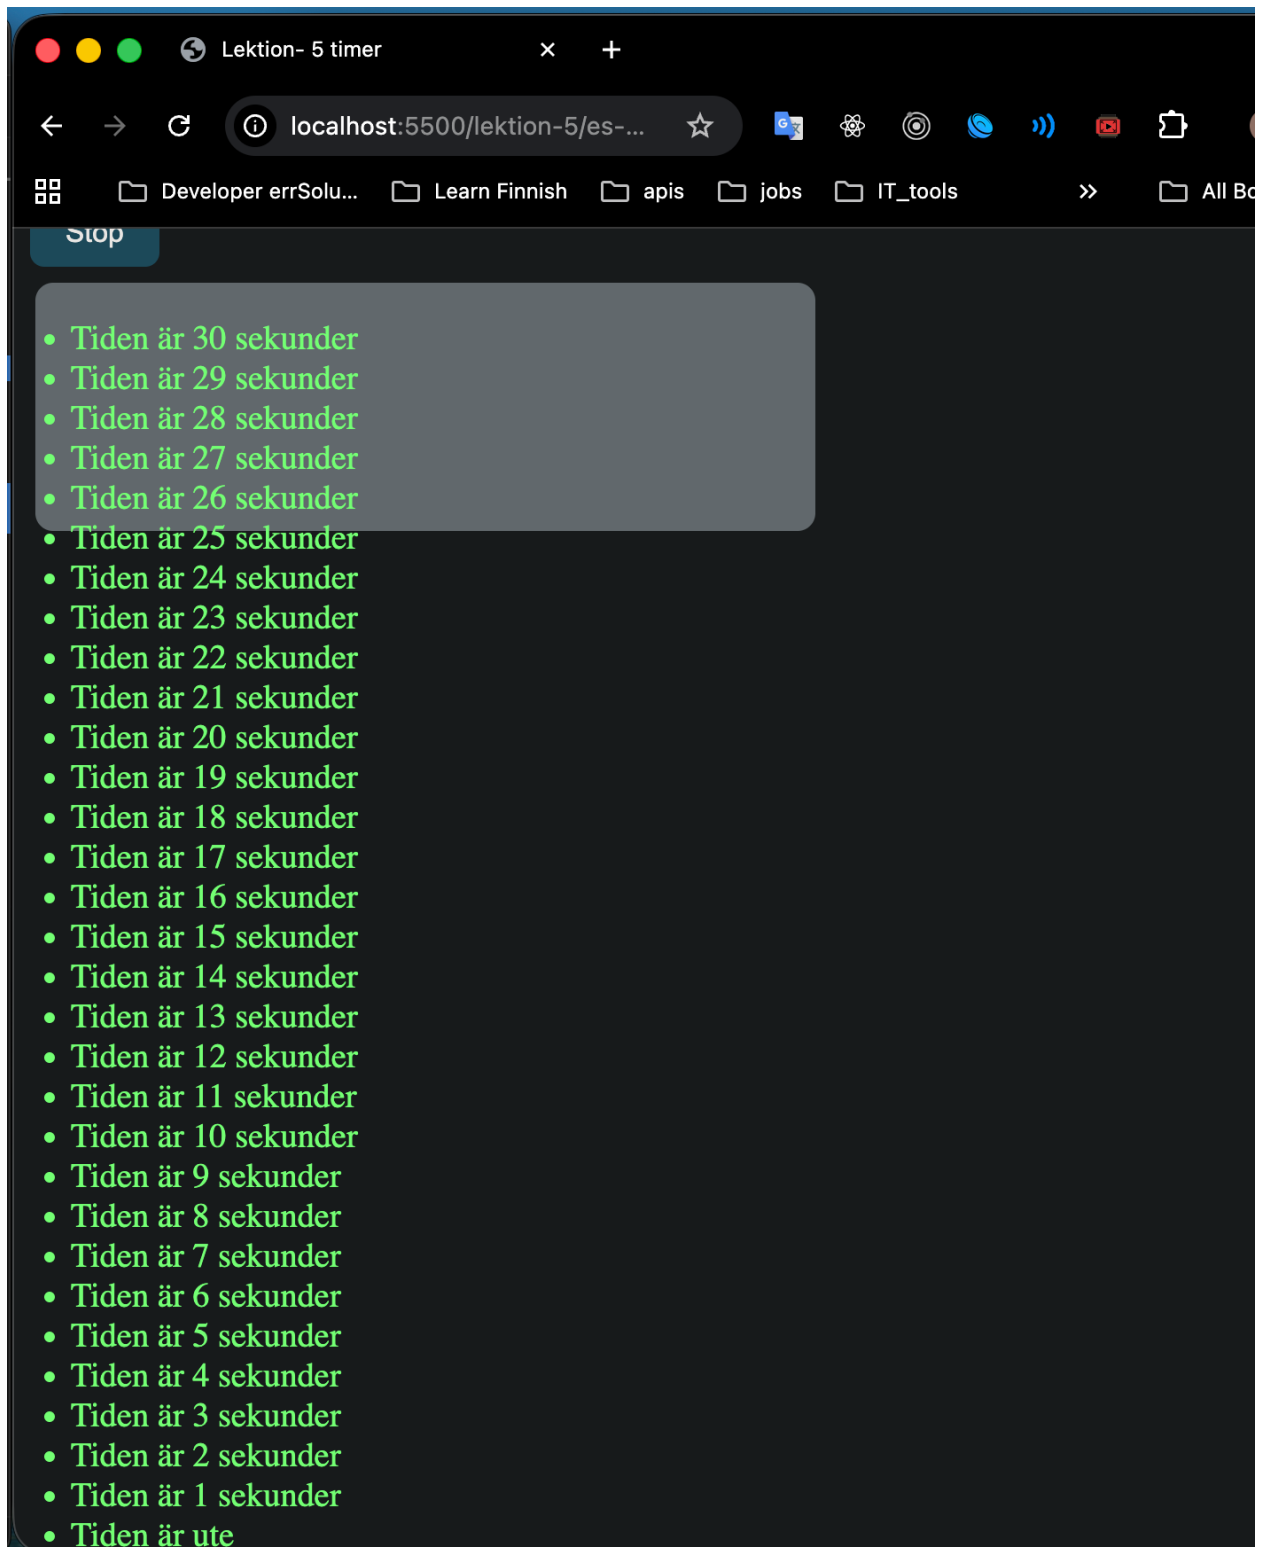 Lektion- 5 timer
localhost:5500/lektion-5/es-...
Developer errSolu...
Learn Finnish
apis
jobs
IT_tools
All Bo
Stop
Tiden är 30 sekunder
Tiden är 29 sekunder
Tiden är 28 sekunder
Tiden är 27 sekunder
Tiden är 26 sekunder
Tiden är 25 sekunder
Tiden är 24 sekunder
Tiden är 23 sekunder
Tiden är 22 sekunder
Tiden är 21 sekunder
Tiden är 20 sekunder
Tiden är 19 sekunder
Tiden är 18 sekunder
Tiden är 17 sekunder
Tiden är 16 sekunder
Tiden är 15 sekunder
Tiden är 14 sekunder
Tiden är 13 sekunder
Tiden är 12 sekunder
Tiden är 11 sekunder
Tiden är 10 sekunder
Tiden är 9 sekunder
Tiden är 8 sekunder
Tiden är 7 sekunder
Tiden är 6 sekunder
Tiden är 5 sekunder
Tiden är 4 sekunder
Tiden är 3 sekunder
Tiden är 2 sekunder
Tiden är 1 sekunder
Tiden är ute